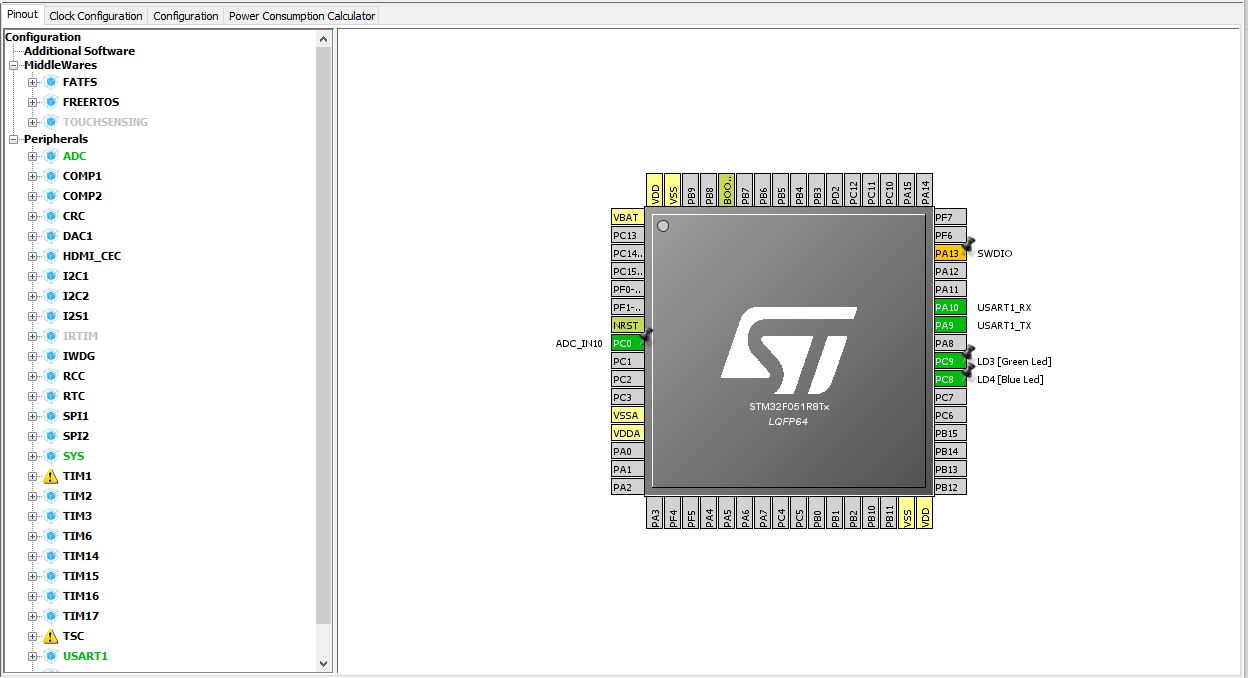 Pinout Clock Configuration Configuration Power Consumption Calculator
Configuration
Additional Software
MiddleWares
FATFS
FREERTOS
TOUCHSENSING
Peripherals
ADC
COMP1
COMP2
CRC
DAC1
HDMI_CEC
I2C1
I2C2
I2S1
IRTIM
IWDG
RCC
RTC
SPI1
SPI2
SYS
TIM1
TIM2
TIM3
TIM6
TIM14
TIM15
TIM16
TIM17
TSC
USART1
VDD VSS PB9 PB8 BOO.. PB7 PB6 PB5 PB4 PB3 PD2 PC12 PC11 PC10 PA15 PA14
VBAT
PC13
PC14..
PC15..
PF0-..
PF1-..
NRST
ADC_IN10 PC0
PC1
PC2
PC3
VSSA
VDDA
PA0
PA1
PA2
ST
STM32F051R8Tx
LQFP64
PF7
PF6
PA13 SWDIO
PA12
PA11
PA10 USART1_RX
PA9 USART1_TX
PA8
PC9 LD3 [Green Led]
PC8 LD4 [Blue Led]
PC7
PC6
PB15
PB14
PB13
PB12
PA3 PF4 PF5 PA4 PA5 PA6 PA7 PC4 PC5 PB0 PB1 PB2 PB10 PB11 VSS VDD